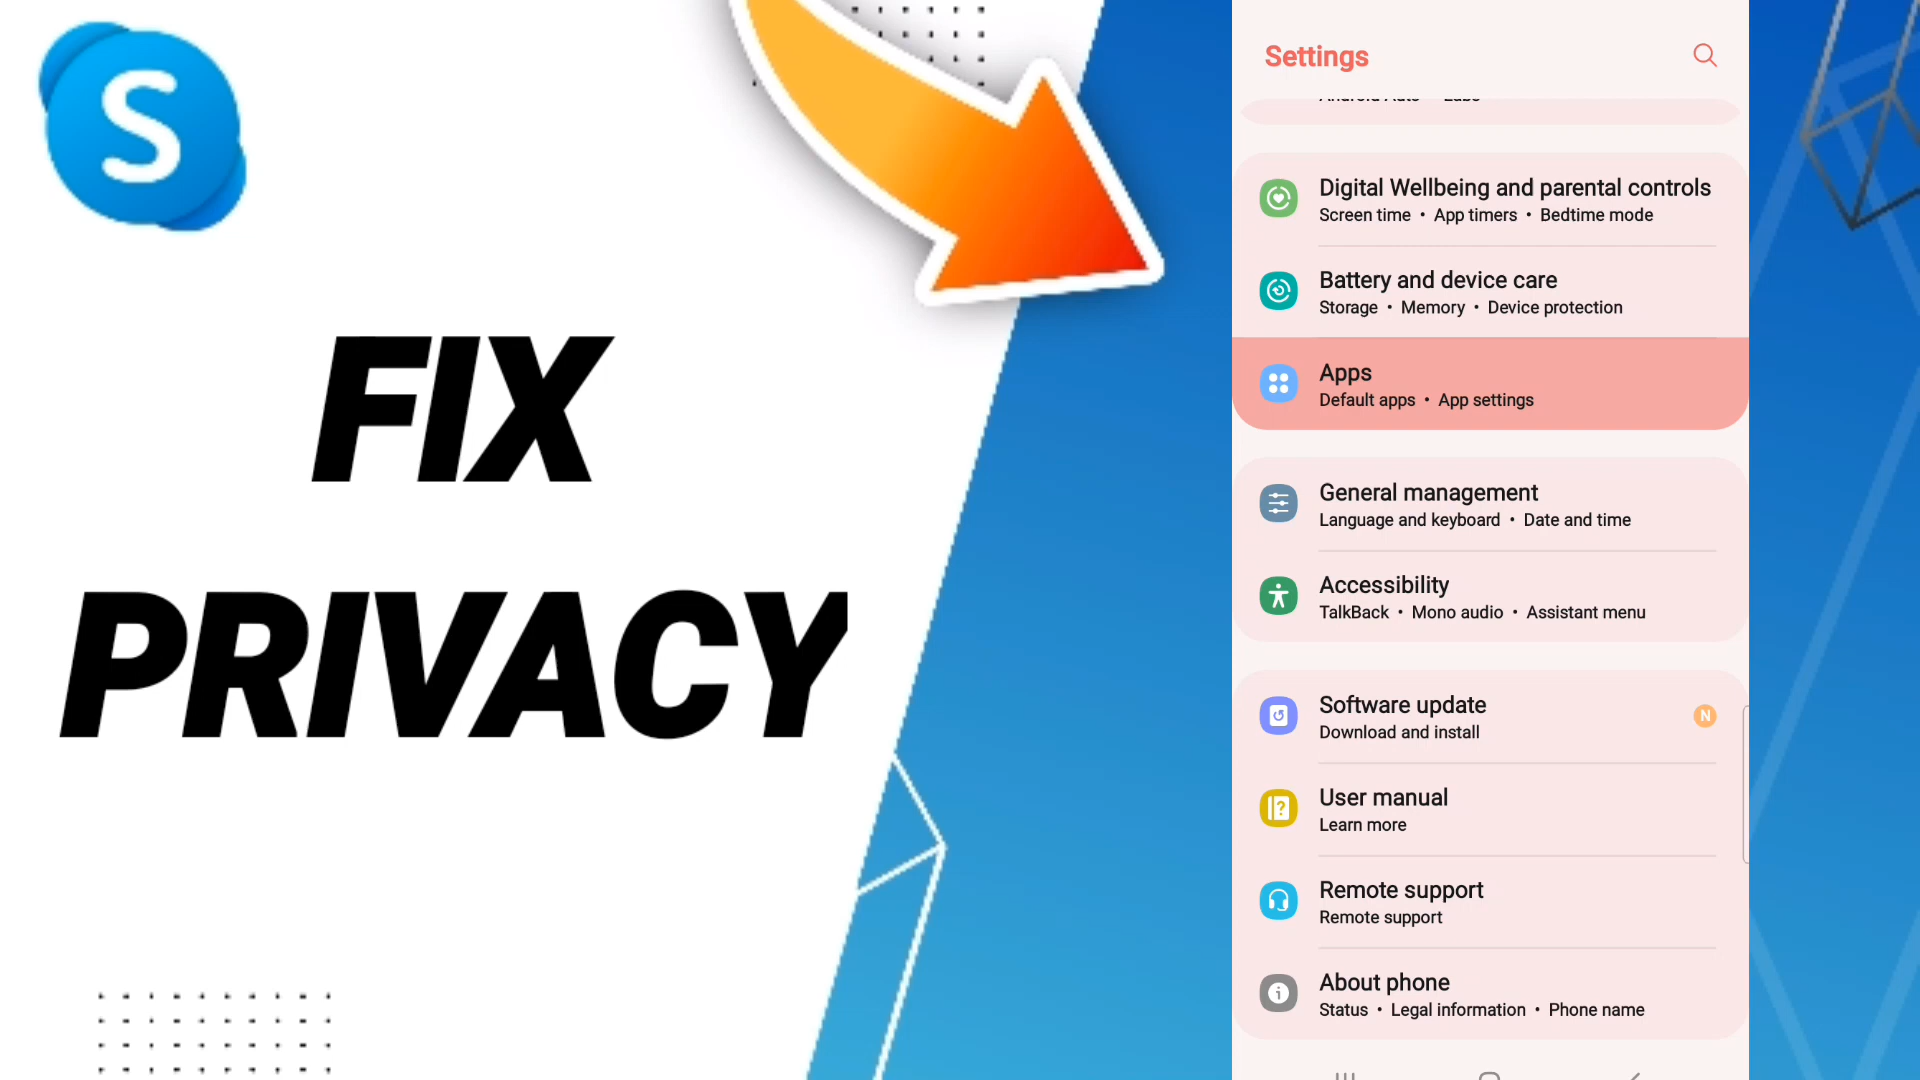 S
FIX
PRIVACY
Settings
Android Auto • Labs
Digital Wellbeing and parental controls
Screen time • App timers • Bedtime mode
Battery and device care
Storage • Memory • Device protection
Apps
Default apps • App settings
General management
Language and keyboard • Date and time
Accessibility
TalkBack • Mono audio • Assistant menu
Software update
N
Download and install
User manual
Learn more
Remote support
Remote support
About phone
Status • Legal information • Phone name